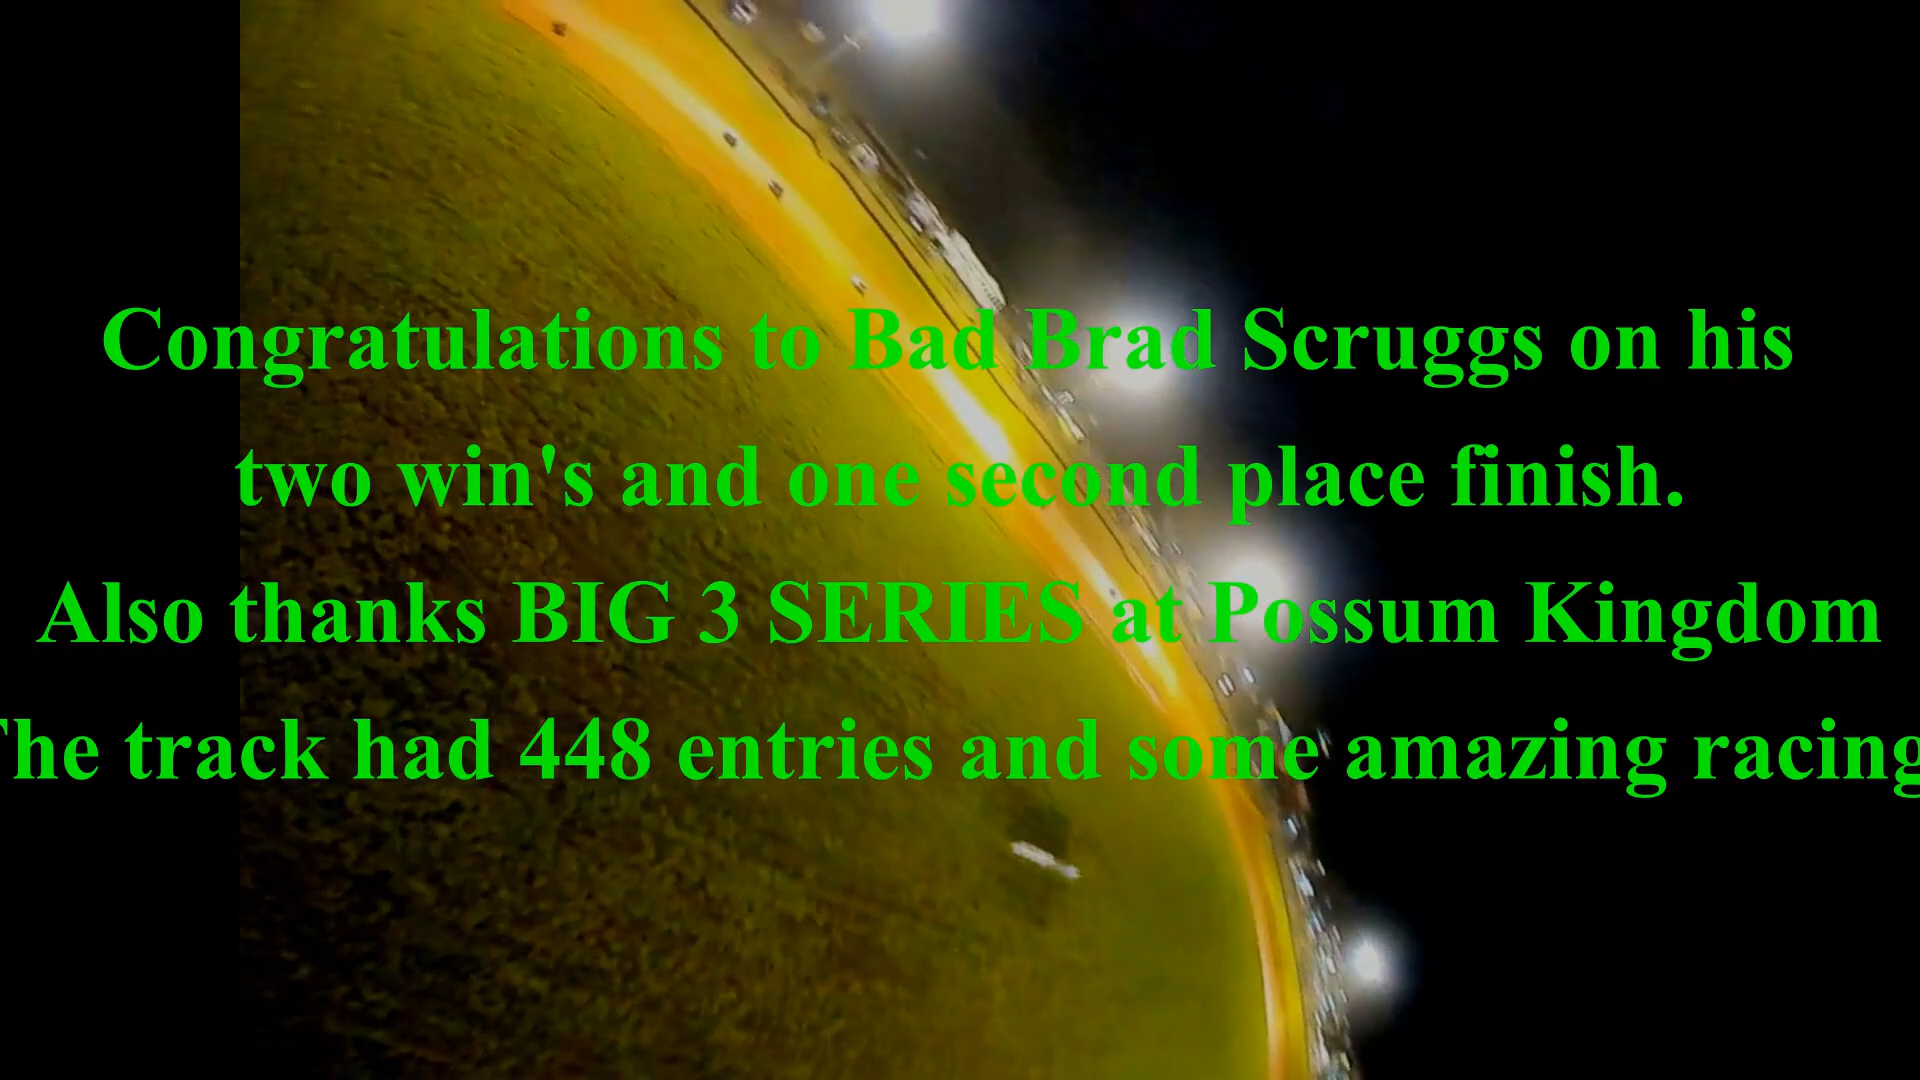 Congratulations to Bad Brad Scruggs on his
two win's and one second place finish.
Also thanks BIG 3 SERIES at Possum Kingdom
The track had 448 entries and some amazing racing